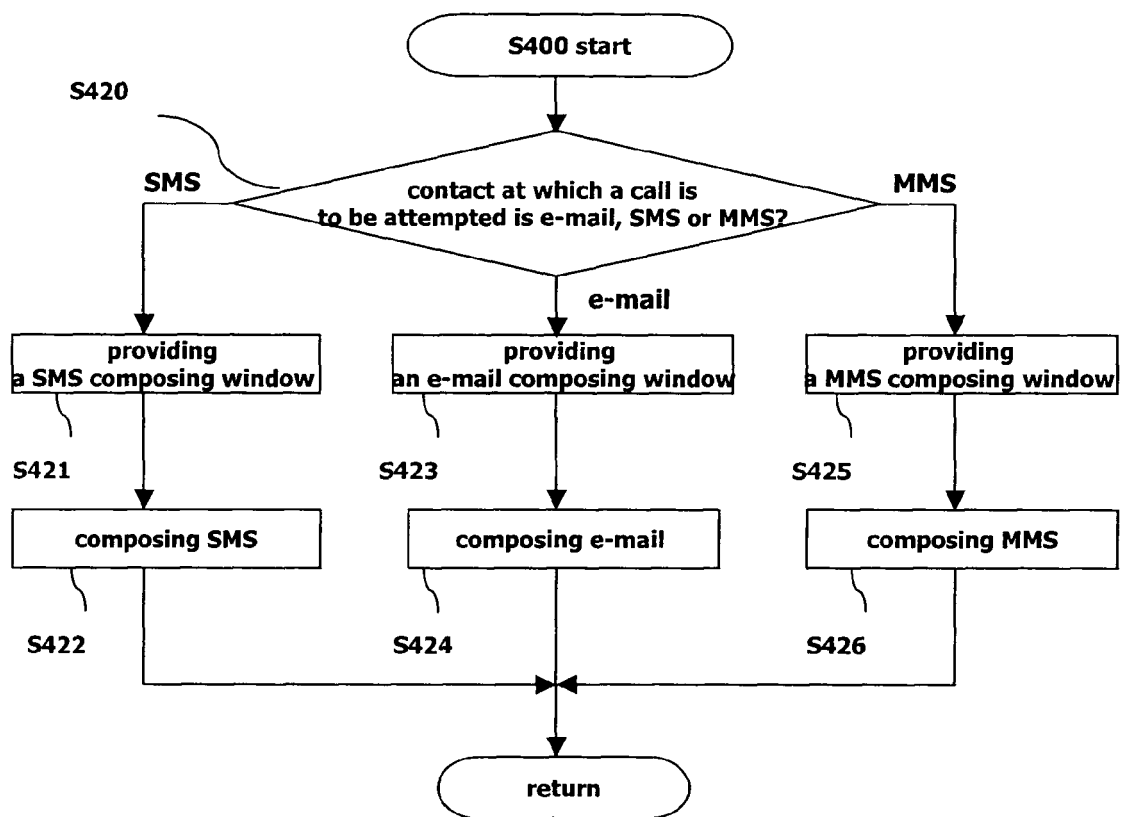 S400 start
S420
SMS
contact at which a call is
to be attempted is e-mail, SMS or MMS?
MMS
e-mail
providing
a SMS composing window
providing
an e-mail composing window
providing
a MMS composing window
S421
S423
S425
composing SMS
composing e-mail
composing MMS
S422
S424
S426
return